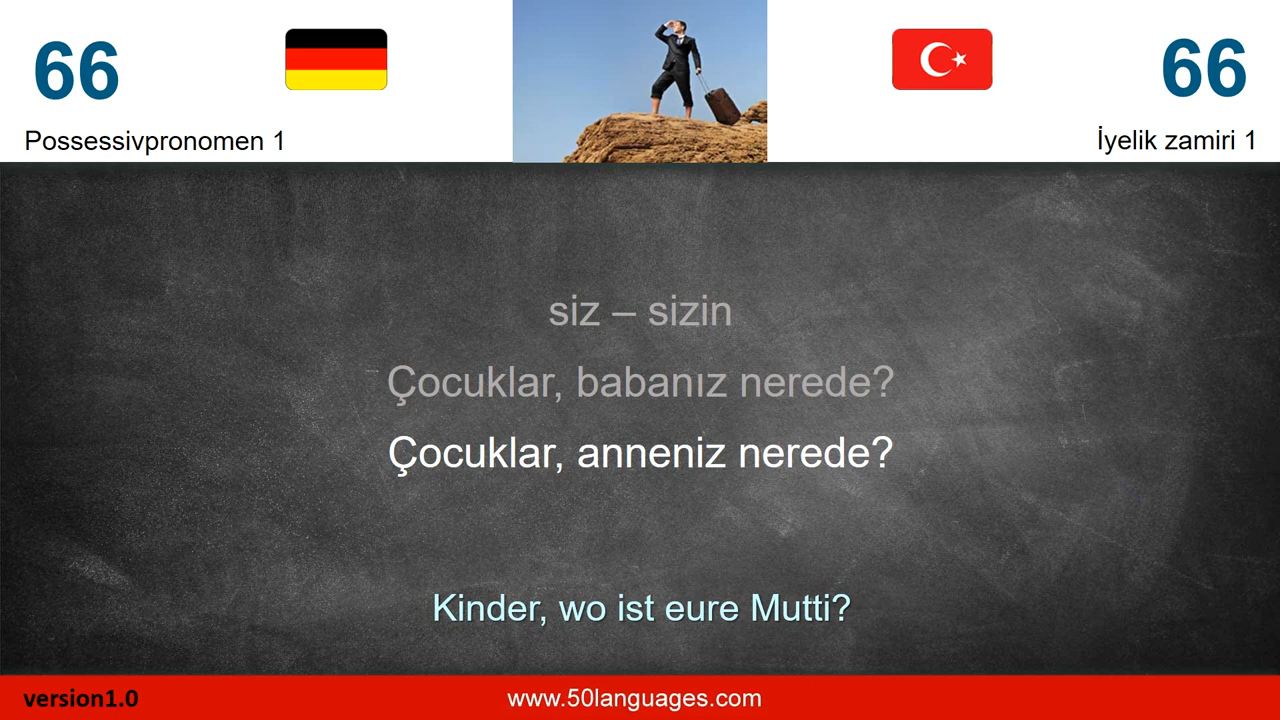 66
66
Possessivpronomen 1
İyelik zamiri 1
siz – sizin
Çocuklar, babanız nerede?
Çocuklar, anneniz nerede?
Kinder, wo ist eure Mutti?
version1.0
www.50languages.com